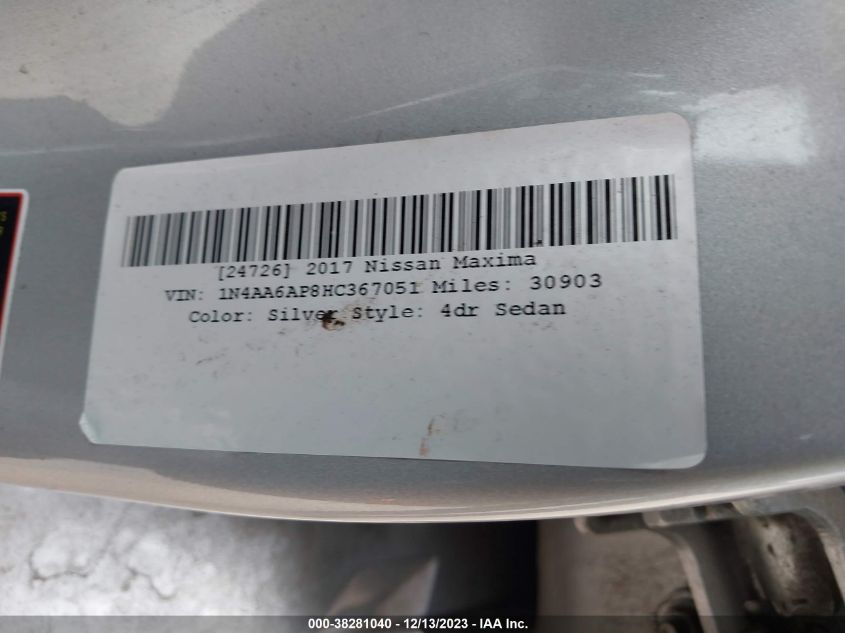 [24726] 2017 Nissan Maxima
VIN: 1N4AA6AP8HC367051 Miles: 30903
Color: Silver Style: 4dr Sedan
000-38281040 - 12/13/2023 - IAA Inc.